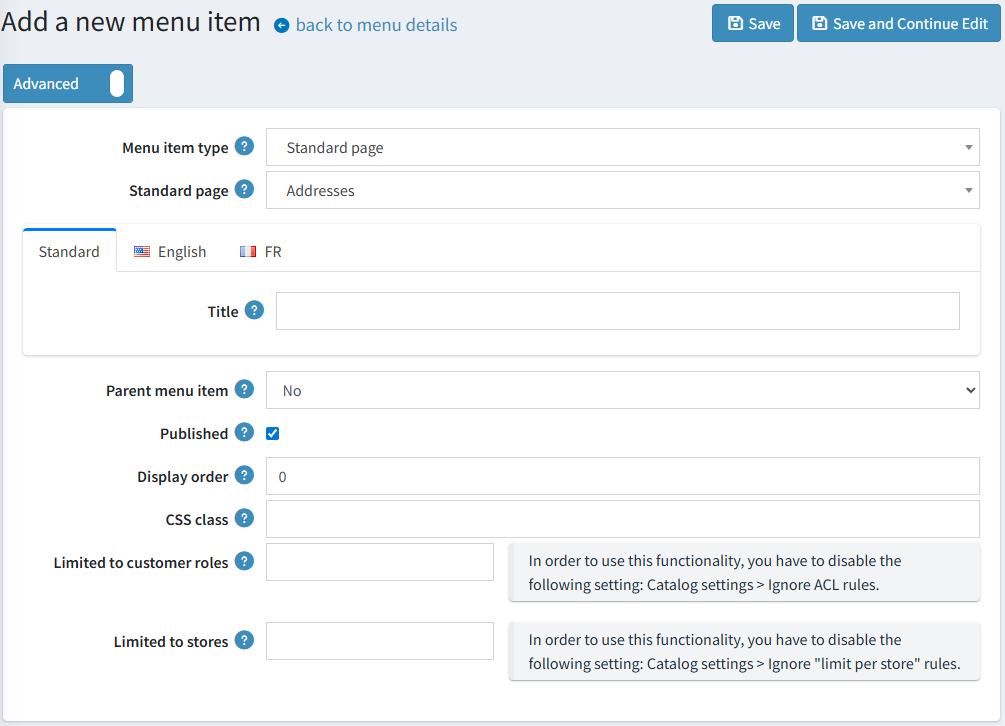 Add a new menu item back to menu details Save Save and Continue Edit
Advanced
Menu item type ? Standard page
Standard page ? Addresses
Standard English FR
Title ?
Parent menu item ? No
Published ?
Display order ? 0
CSS class ?
Limited to customer roles ? In order to use this functionality, you have to disable the
following setting: Catalog settings > Ignore ACL rules.
Limited to stores ? In order to use this functionality, you have to disable the
following setting: Catalog settings > Ignore "limit per store" rules.